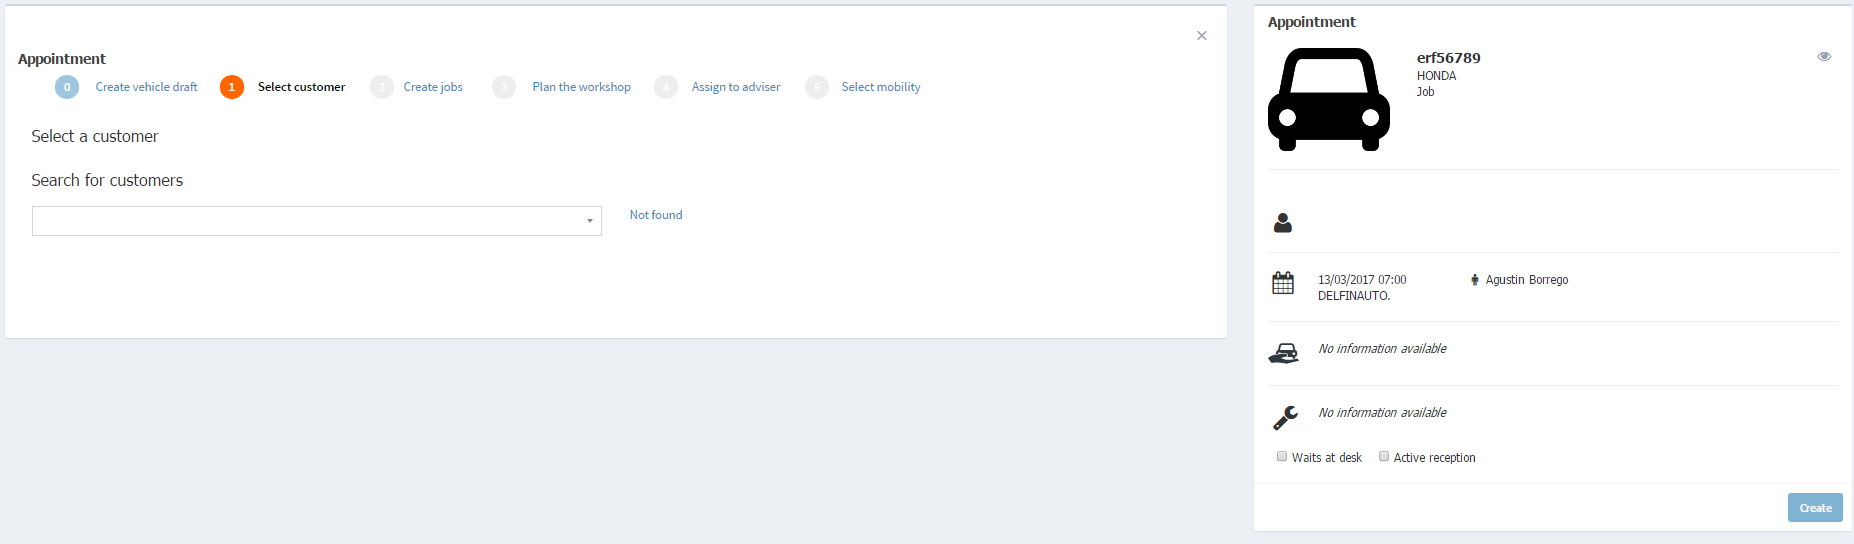 Appointment
0 Create vehicle draft 1 Select customer 2 Create jobs 3 Plan the workshop 4 Assign to adviser 5 Select mobility
Select a customer
Search for customers
Not found
Appointment
erf56789
HONDA
Job
13/03/2017 07:00 Agustin Borrego
DELFINAUTO.
No information available
No information available
Waits at desk Active reception
Create